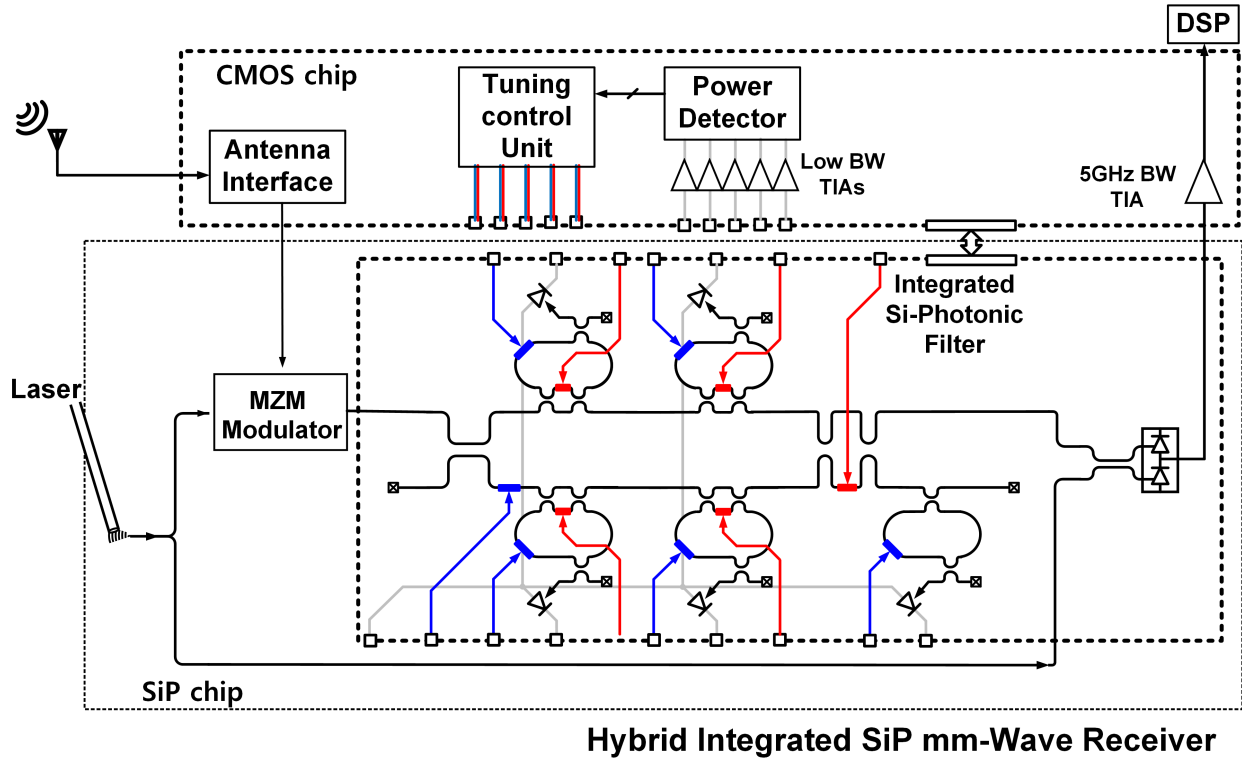 DSP
CMOS chip
Tuning
control
Unit
Power
Detector
Antenna
Interface
Low BW
TIAs
5GHz BW
TIA
Integrated
Si-Photonic
Filter
Laser
MZM
Modulator
SiP chip
Hybrid Integrated SiP mm-Wave Receiver